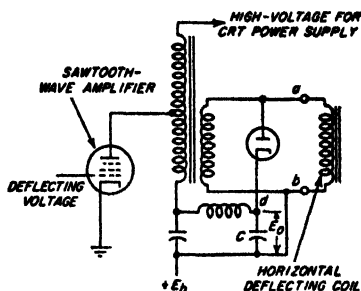 HIGH-VOLTAGE FOR
CRT POWER SUPPLY
SAWTOOTH-
WAVE AMPLIFIER
a
DEFLECTING
VOLTAGE
b
d
C
E₀
+Eb
HORIZONTAL
DEFLECTING COIL